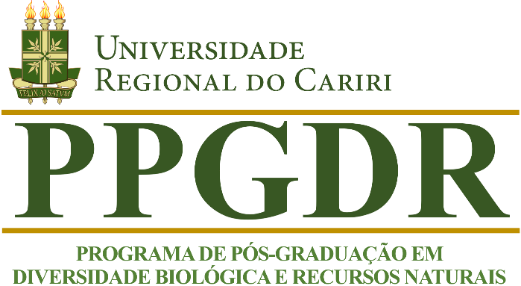 UNIVERSIDADE
REGIONAL DO CARIRI
PPGDR
PROGRAMA DE PÓS-GRADUAÇÃO EM
DIVERSIDADE BIOLÓGICA E RECURSOS NATURAIS